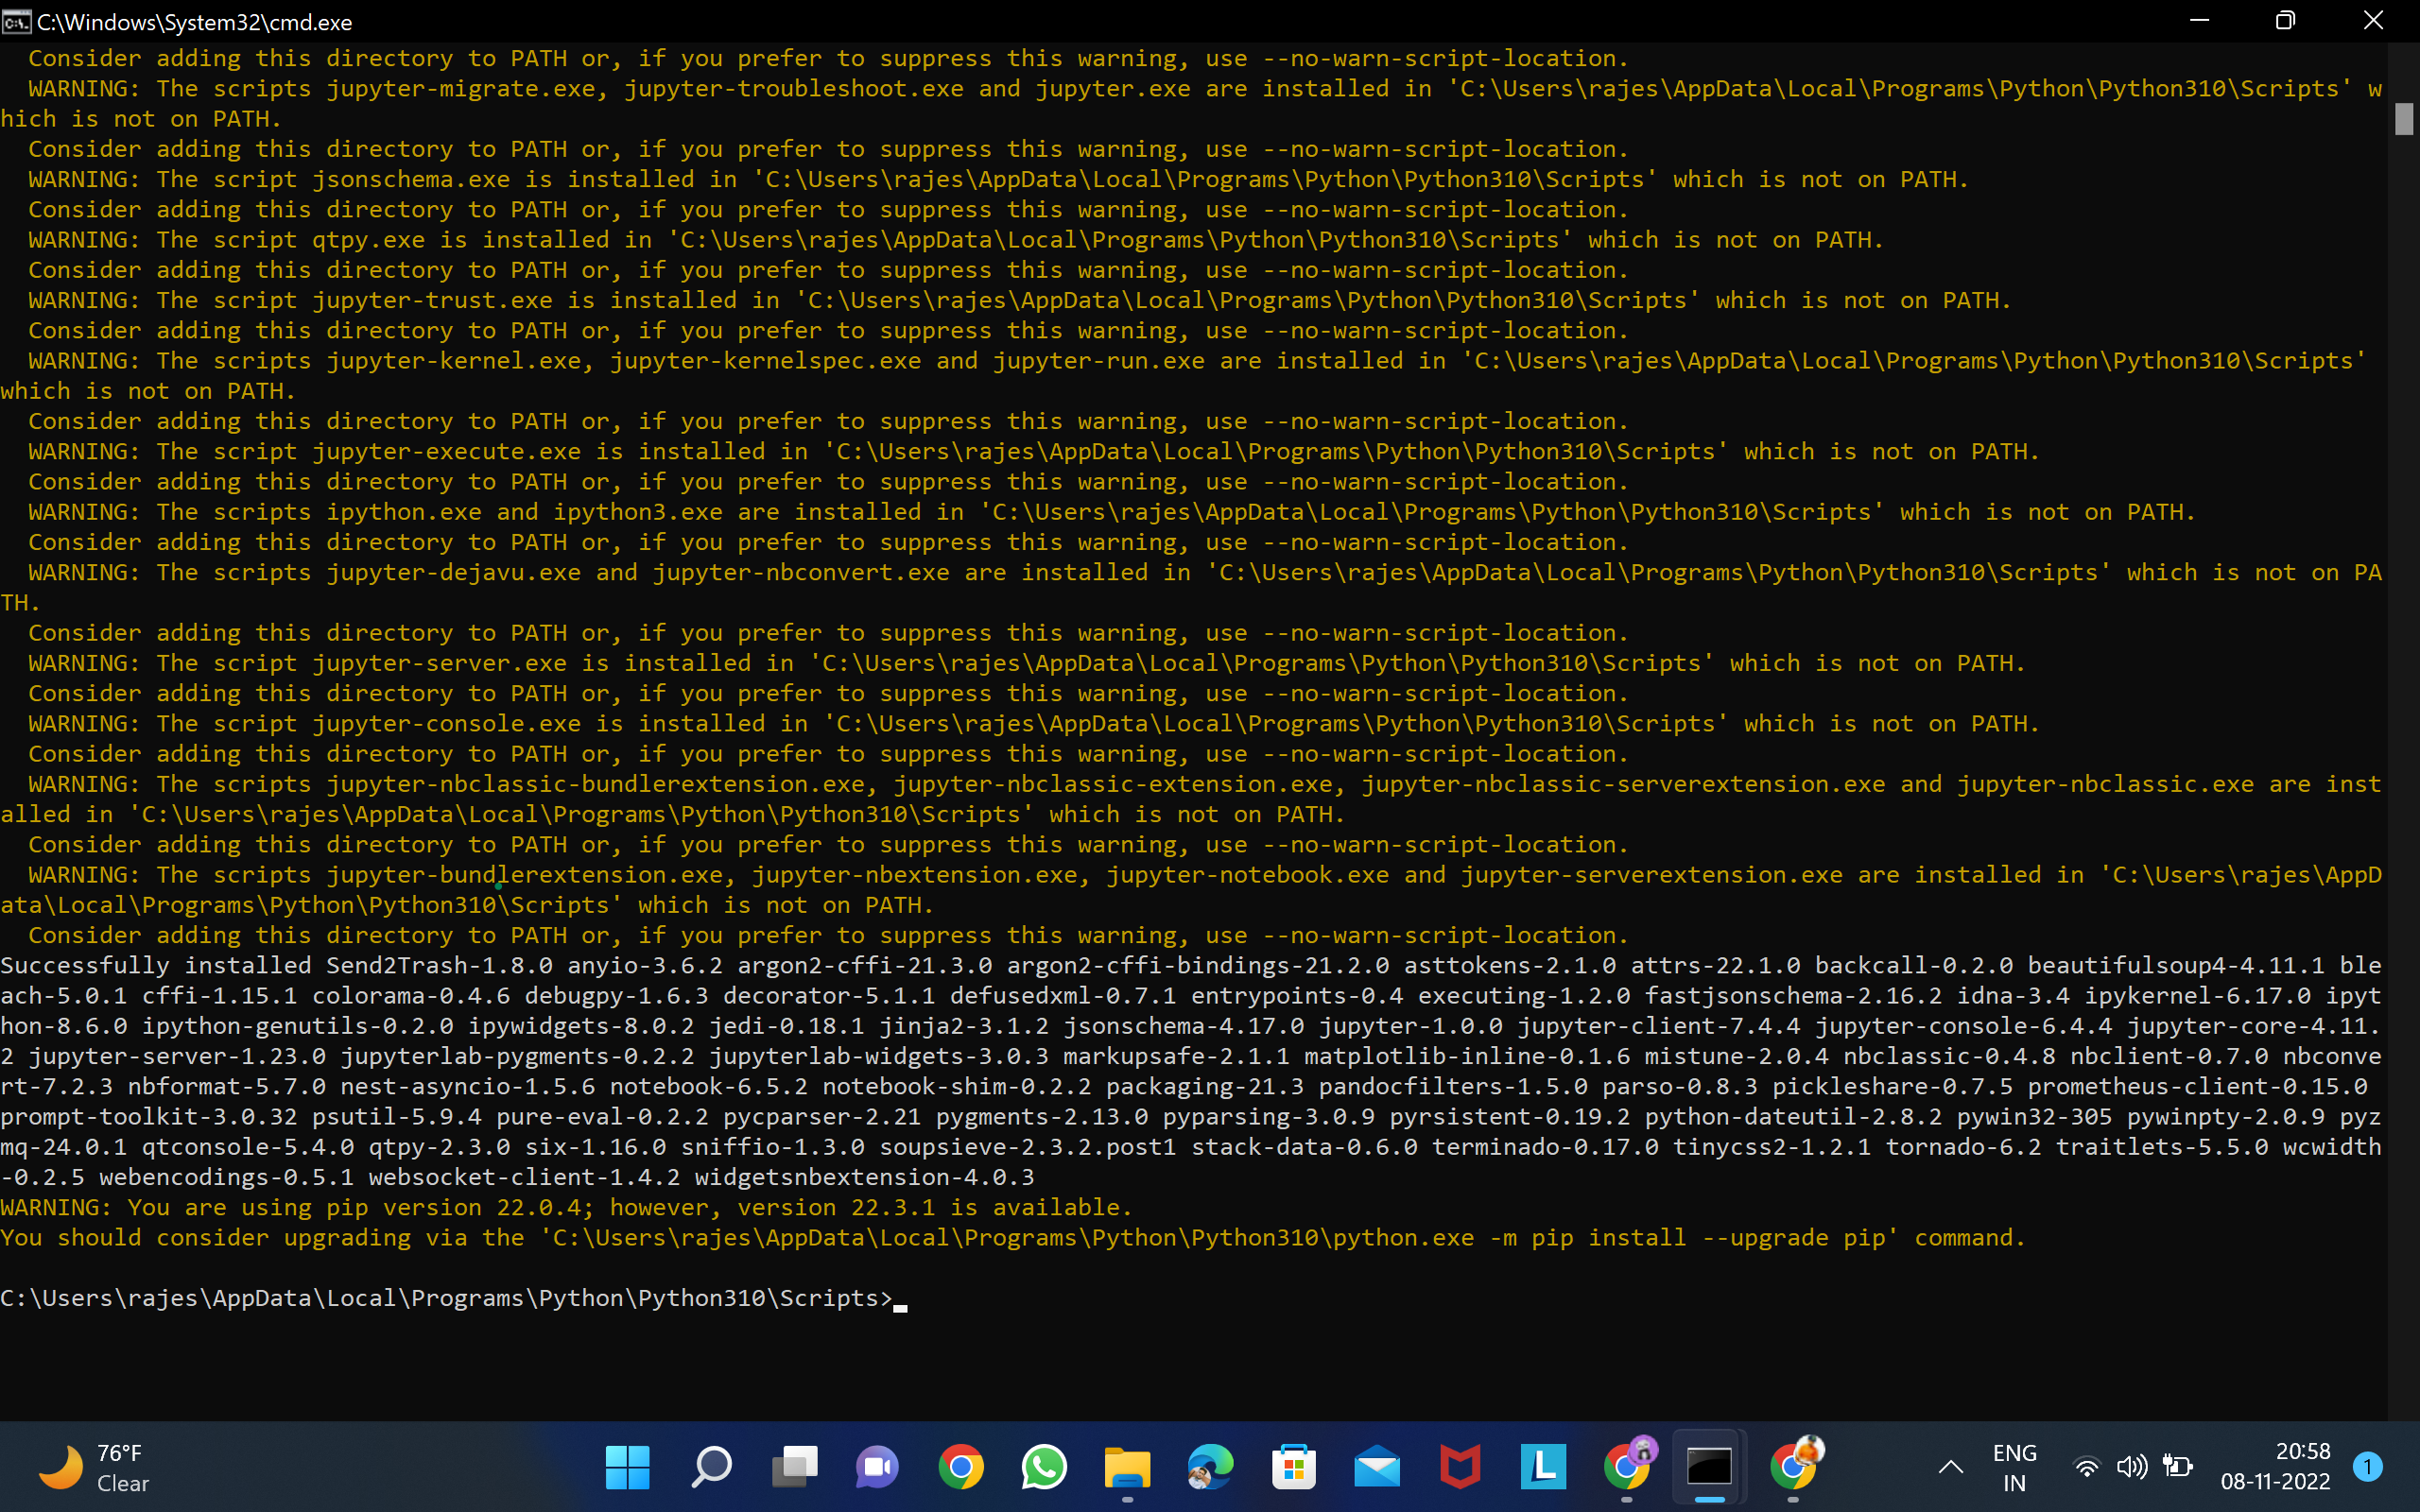 C:\Windows\System32\cmd.exe
  Consider adding this directory to PATH or, if you prefer to suppress this warning, use --no-warn-script-location.
  WARNING: The scripts jupyter-migrate.exe, jupyter-troubleshoot.exe and jupyter.exe are installed in 'C:\Users\rajes\AppData\Local\Programs\Python\Python310\Scripts' w
hich is not on PATH.
  Consider adding this directory to PATH or, if you prefer to suppress this warning, use --no-warn-script-location.
  WARNING: The script jsonschema.exe is installed in 'C:\Users\rajes\AppData\Local\Programs\Python\Python310\Scripts' which is not on PATH.
  Consider adding this directory to PATH or, if you prefer to suppress this warning, use --no-warn-script-location.
  WARNING: The script qtpy.exe is installed in 'C:\Users\rajes\AppData\Local\Programs\Python\Python310\Scripts' which is not on PATH.
  Consider adding this directory to PATH or, if you prefer to suppress this warning, use --no-warn-script-location.
  WARNING: The script jupyter-trust.exe is installed in 'C:\Users\rajes\AppData\Local\Programs\Python\Python310\Scripts' which is not on PATH.
  Consider adding this directory to PATH or, if you prefer to suppress this warning, use --no-warn-script-location.
  WARNING: The scripts jupyter-kernel.exe, jupyter-kernelspec.exe and jupyter-run.exe are installed in 'C:\Users\rajes\AppData\Local\Programs\Python\Python310\Scripts'
which is not on PATH.
  Consider adding this directory to PATH or, if you prefer to suppress this warning, use --no-warn-script-location.
  WARNING: The script jupyter-execute.exe is installed in 'C:\Users\rajes\AppData\Local\Programs\Python\Python310\Scripts' which is not on PATH.
  Consider adding this directory to PATH or, if you prefer to suppress this warning, use --no-warn-script-location.
  WARNING: The scripts ipython.exe and ipython3.exe are installed in 'C:\Users\rajes\AppData\Local\Programs\Python\Python310\Scripts' which is not on PATH.
  Consider adding this directory to PATH or, if you prefer to suppress this warning, use --no-warn-script-location.
  WARNING: The scripts jupyter-dejavu.exe and jupyter-nbconvert.exe are installed in 'C:\Users\rajes\AppData\Local\Programs\Python\Python310\Scripts' which is not on PA
TH.
  Consider adding this directory to PATH or, if you prefer to suppress this warning, use --no-warn-script-location.
  WARNING: The script jupyter-server.exe is installed in 'C:\Users\rajes\AppData\Local\Programs\Python\Python310\Scripts' which is not on PATH.
  Consider adding this directory to PATH or, if you prefer to suppress this warning, use --no-warn-script-location.
  WARNING: The script jupyter-console.exe is installed in 'C:\Users\rajes\AppData\Local\Programs\Python\Python310\Scripts' which is not on PATH.
  Consider adding this directory to PATH or, if you prefer to suppress this warning, use --no-warn-script-location.
  WARNING: The scripts jupyter-nbclassic-bundlerextension.exe, jupyter-nbclassic-extension.exe, jupyter-nbclassic-serverextension.exe and jupyter-nbclassic.exe are inst
alled in 'C:\Users\rajes\AppData\Local\Programs\Python\Python310\Scripts' which is not on PATH.
  Consider adding this directory to PATH or, if you prefer to suppress this warning, use --no-warn-script-location.
  WARNING: The scripts jupyter-bundlerextension.exe, jupyter-nbextension.exe, jupyter-notebook.exe and jupyter-serverextension.exe are installed in 'C:\Users\rajes\AppD
ata\Local\Programs\Python\Python310\Scripts' which is not on PATH.
  Consider adding this directory to PATH or, if you prefer to suppress this warning, use --no-warn-script-location.
Successfully installed Send2Trash-1.8.0 anyio-3.6.2 argon2-cffi-21.3.0 argon2-cffi-bindings-21.2.0 asttokens-2.1.0 attrs-22.1.0 backcall-0.2.0 beautifulsoup4-4.11.1 ble
ach-5.0.1 cffi-1.15.1 colorama-0.4.6 debugpy-1.6.3 decorator-5.1.1 defusedxml-0.7.1 entrypoints-0.4 executing-1.2.0 fastjsonschema-2.16.2 idna-3.4 ipykernel-6.17.0 ipyt
hon-8.6.0 ipython-genutils-0.2.0 ipywidgets-8.0.2 jedi-0.18.1 jinja2-3.1.2 jsonschema-4.17.0 jupyter-1.0.0 jupyter-client-7.4.4 jupyter-console-6.4.4 jupyter-core-4.11.
2 jupyter-server-1.23.0 jupyterlab-pygments-0.2.2 jupyterlab-widgets-3.0.3 markupsafe-2.1.1 matplotlib-inline-0.1.6 mistune-2.0.4 nbclassic-0.4.8 nbclient-0.7.0 nbconve
rt-7.2.3 nbformat-5.7.0 nest-asyncio-1.5.6 notebook-6.5.2 notebook-shim-0.2.2 packaging-21.3 pandocfilters-1.5.0 parso-0.8.3 pickleshare-0.7.5 prometheus-client-0.15.0
prompt-toolkit-3.0.32 psutil-5.9.4 pure-eval-0.2.2 pycparser-2.21 pygments-2.13.0 pyparsing-3.0.9 pyrsistent-0.19.2 python-dateutil-2.8.2 pywin32-305 pywinpty-2.0.9 pyz
mq-24.0.1 qtconsole-5.4.0 qtpy-2.3.0 six-1.16.0 sniffio-1.3.0 soupsieve-2.3.2.post1 stack-data-0.6.0 terminado-0.17.0 tinycss2-1.2.1 tornado-6.2 traitlets-5.5.0 wcwidth
-0.2.5 webencodings-0.5.1 websocket-client-1.4.2 widgetsnbextension-4.0.3
WARNING: You are using pip version 22.0.4; however, version 22.3.1 is available.
You should consider upgrading via the 'C:\Users\rajes\AppData\Local\Programs\Python\Python310\python.exe -m pip install --upgrade pip' command.
C:\Users\rajes\AppData\Local\Programs\Python\Python310\Scripts>
76°F
Clear
L
ENG
IN
20:58
08-11-2022
1